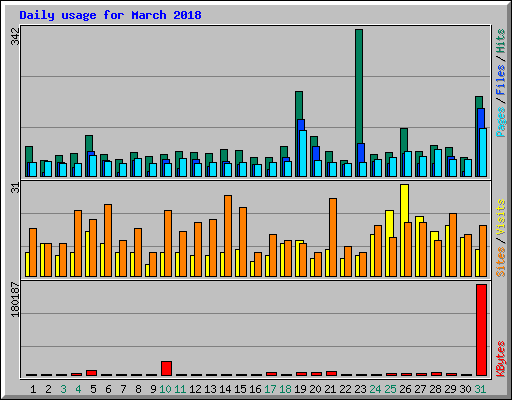 Daily usage for March 2018
342
Pages / Files / Hits
31
Sites / Visits
180187
KBytes
1 2 3 4 5 6 7 8 9 10 11 12 13 14 15 16 17 18 19 20 21 22 23 24 25 26 27 28 29 30 31